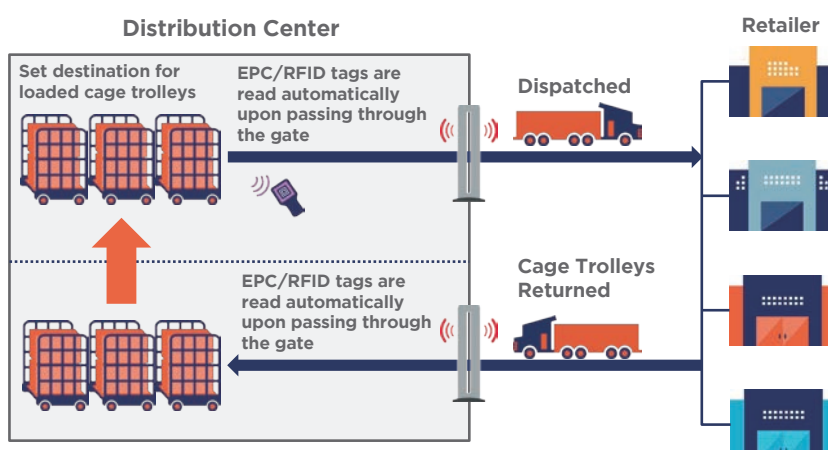 Distribution Center
Retailer
Set destination for
loaded cage trolleys
EPC/RFID tags are
read automatically
upon passing through
the gate
Dispatched
EPC/RFID tags are
read automatically
upon passing through
the gate
Cage Trolleys
Returned